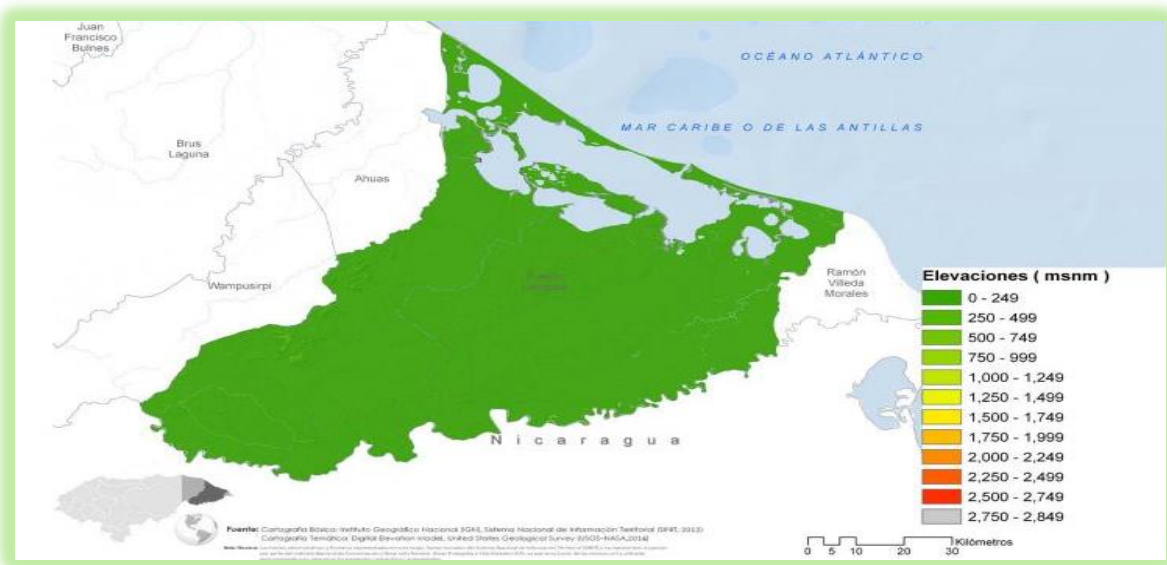 Juan
Francisco
Bulnes
OCÉANO ATLÁNTICO
MAR CARIBE O DE LAS ANTILLAS
Brus
Laguna
Ahuas
Wampusirpi
Ramón
Villeda
Morales
Nicaragua
Elevaciones ( msnm )
0 - 249
250 - 499
500 - 749
750 - 999
1,000 - 1,249
1,250 - 1,499
1,500 - 1,749
1,750 - 1,999
2,000 - 2,249
2,250 - 2,499
2,500 - 2,749
2,750 - 2,849
Fuente: Cartografía Básica: Instituto Geográfico Nacional Sistema Nacional de Información Territorial (SINIT, 2013)
Cartografía Temática: Digital Elevation Model, United States Geological Survey (USGS-NASA,2014)
Kilómetros
0 5 10 20 30